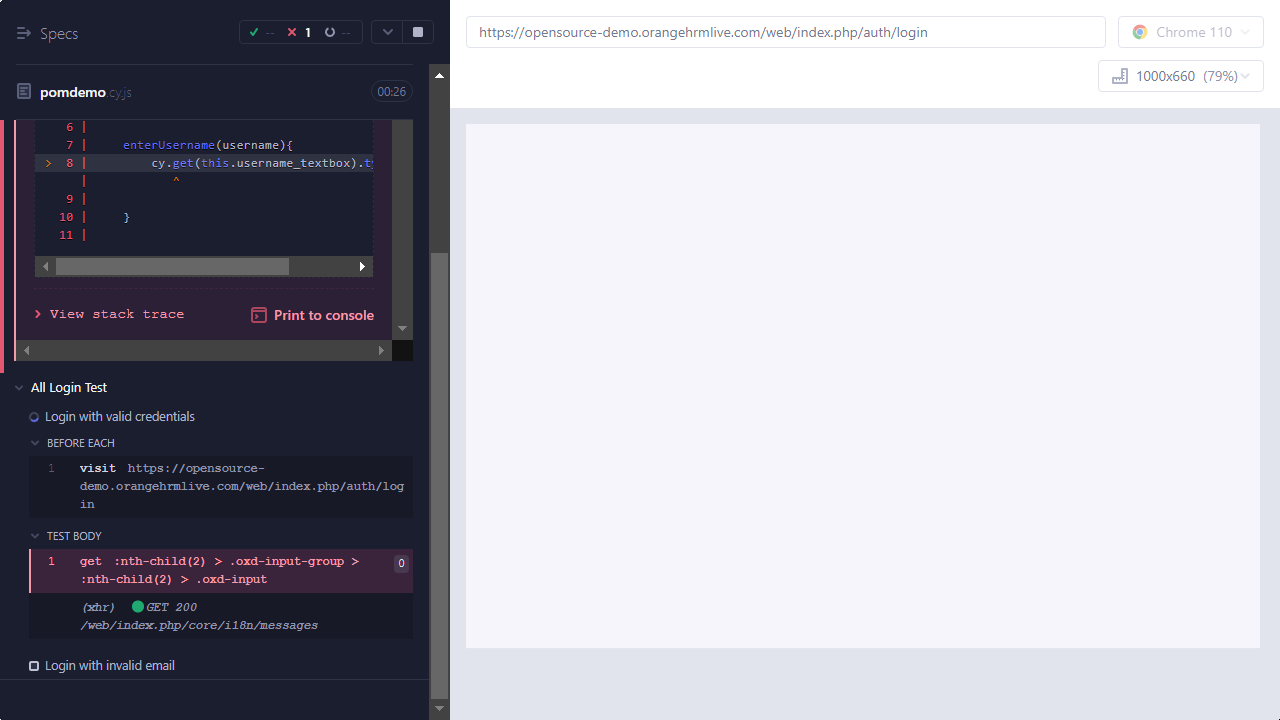 Specs
-- 1 --
https://opensource-demo.orangehrmlive.com/web/index.php/auth/login
Chrome 110
1000x660 (79%)
pomdemo.cy.js
00:26
6 |
7 | enterUsername(username){
> 8 | cy.get(this.username_textbox).ty
| ^
9 |
10 | }
11 |
> View stack trace
Print to console
All Login Test
Login with valid credentials
BEFORE EACH
1 visit https://opensource-
demo.orangehrmlive.com/web/index.php/auth/log
in
TEST BODY
1 get :nth-child(2) > .oxd-input-group >
:nth-child(2) > .oxd-input
0
(xhr) GET 200
/web/index.php/core/i18n/messages
Login with invalid email